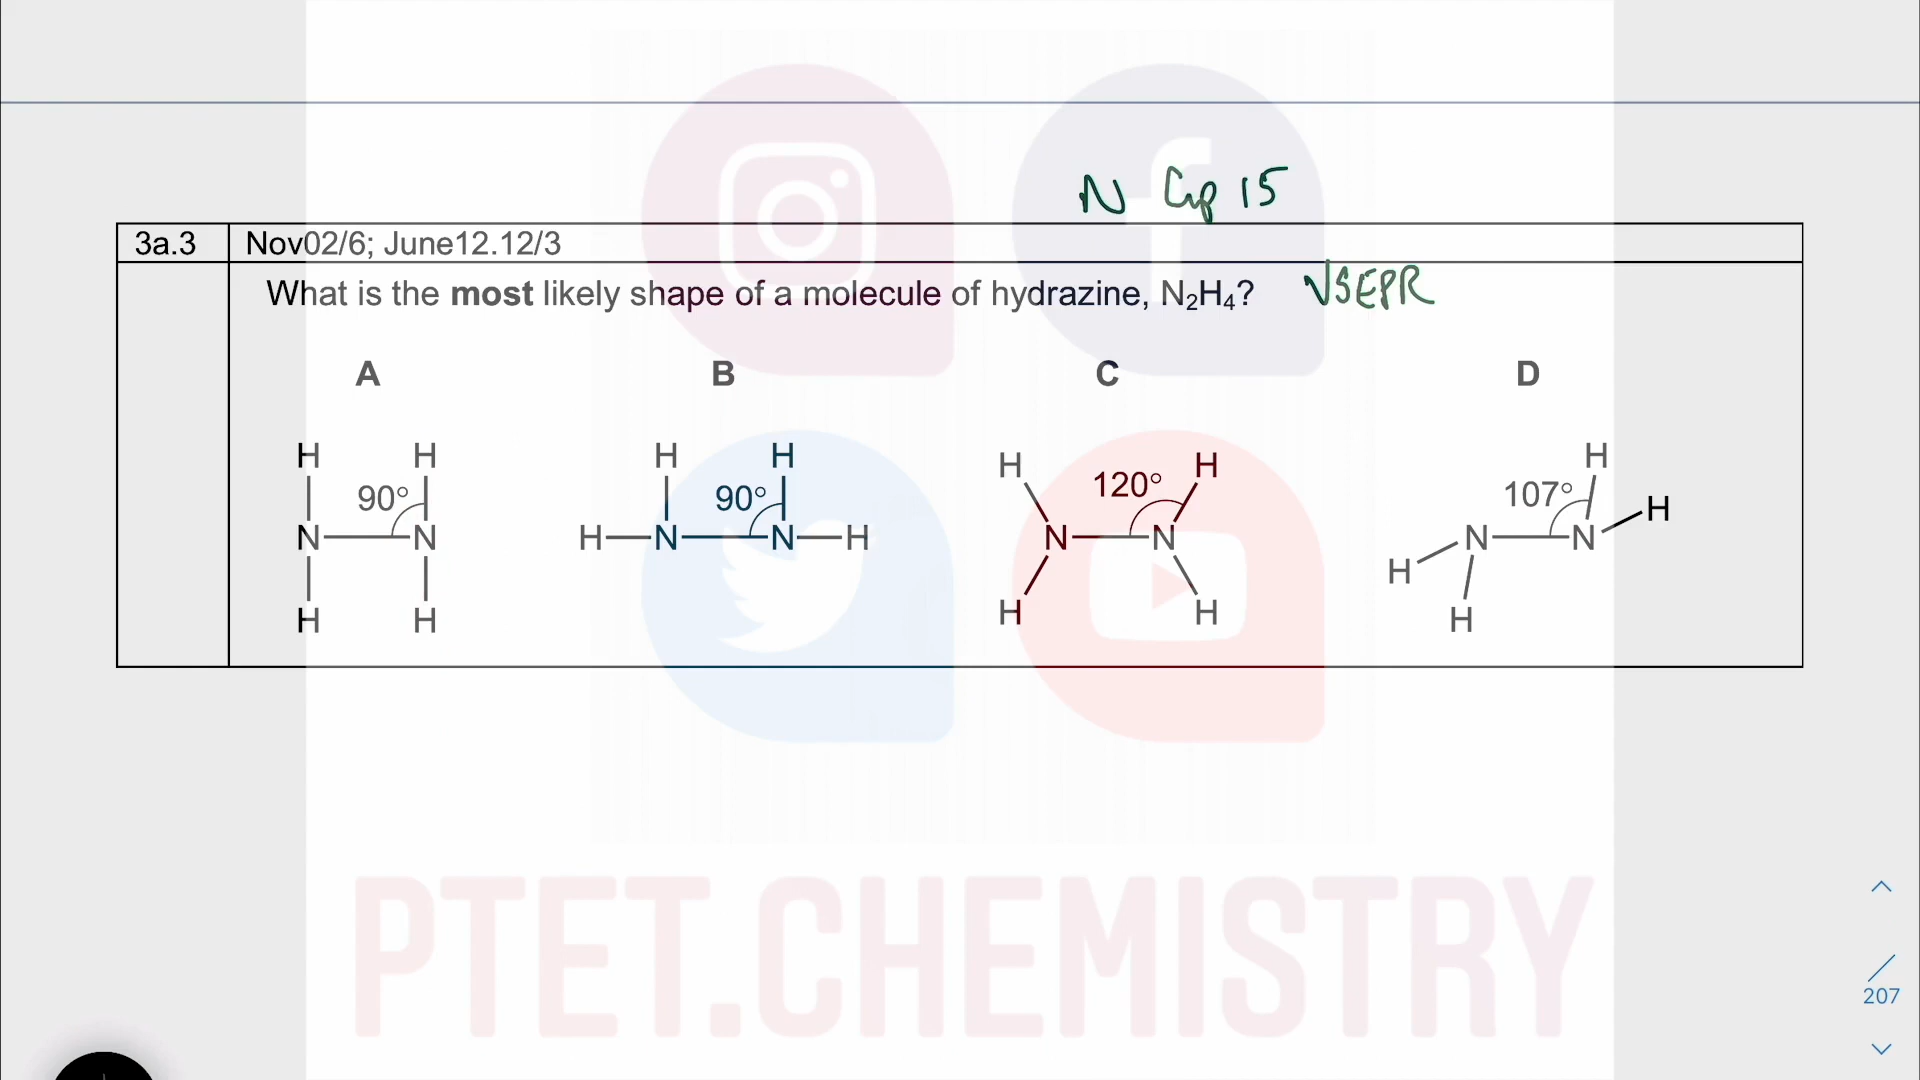 N Gp 15
3a.3 Nov02/6; June12.12/3
What is the most likely shape of a molecule of hydrazine, N₂H₄? VSEPR
A B C D
H H H H H H H
90° 90° 120° 107° H
N N H N N H N N N N
H
H H H H H
PTET.CHEMISTRY
207